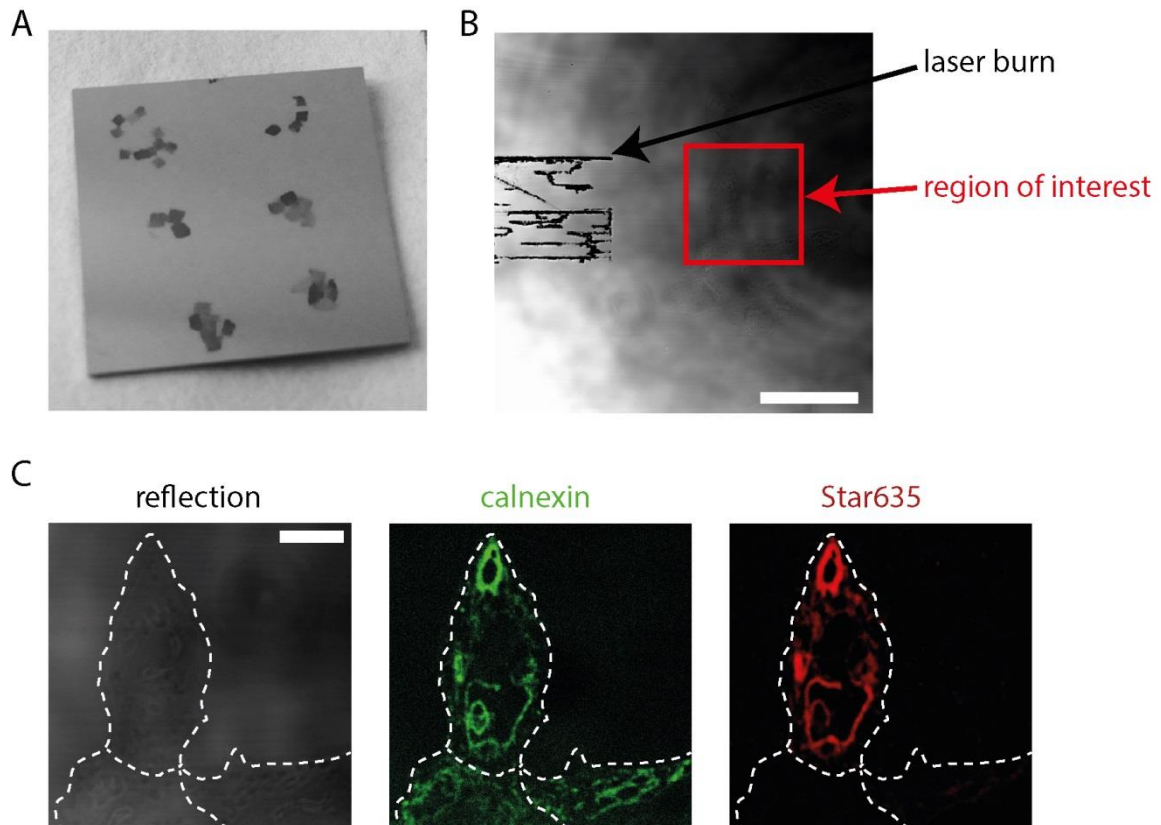 A
B
laser burn
region of interest
C
reflection
calnexin
Star635